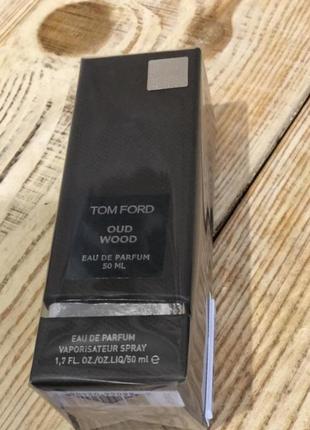 TOM FORD
OUD
WOOD
EAU DE PARFUM
50 ML
EAU DE PARFUM
VAPORISATEUR SPRAY
1,7 FL. OZ./OZ.LIQ/50 ml ℮